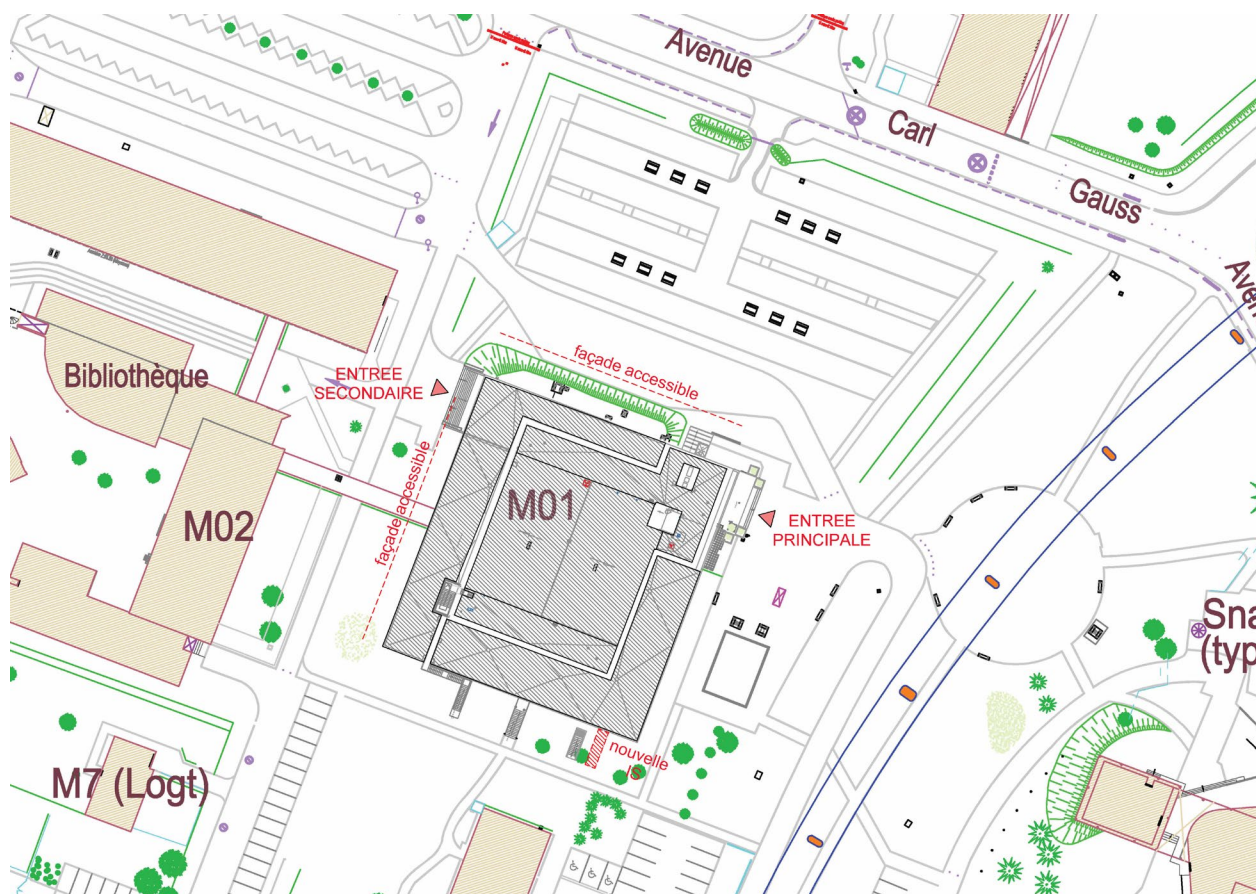 Avenue
Carl
Gauss
Bibliothèque
ENTREE
SECONDAIRE
façade accessible
façade accessible
M01
M02
ENTREE
PRINCIPALE
Sna
(typ
nouvelle
IS
M7 (Logt)